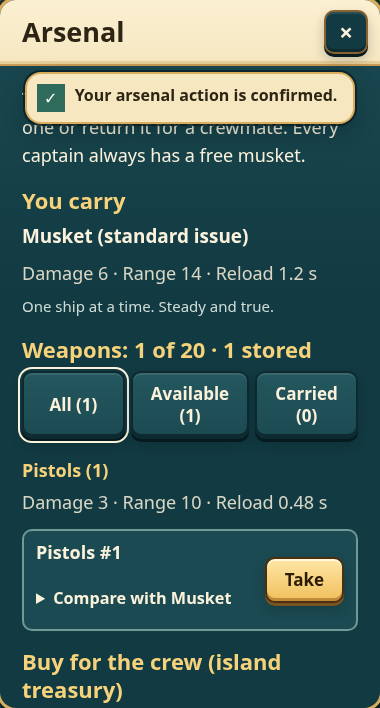 Arsenal
×
✓ Your arsenal action is confirmed.
one or return it for a crewmate. Every
captain always has a free musket.
You carry
Musket (standard issue)
Damage 6 · Range 14 · Reload 1.2 s
One ship at a time. Steady and true.
Weapons: 1 of 20 · 1 stored
All (1)
Available
(1)
Carried
(0)
Pistols (1)
Damage 3 · Range 10 · Reload 0.48 s
Pistols #1
Take
▶ Compare with Musket
Buy for the crew (island
treasury)